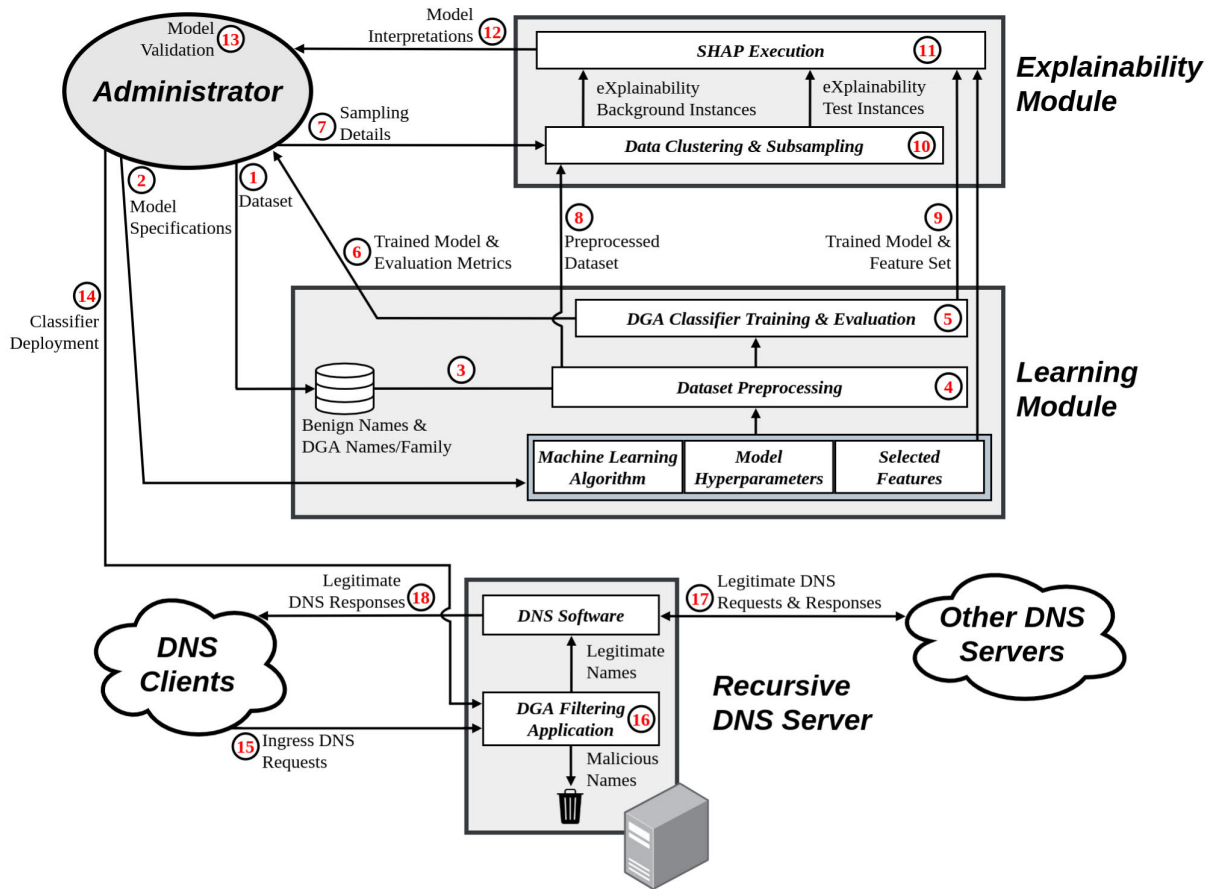 Model
Validation
13
Administrator
Model
Interpretations
12
SHAP Execution
11
eXplainability
Background Instances
eXplainability
Test Instances
Data Clustering & Subsampling
10
Explainability
Module
7
Sampling
Details
2
Model
Specifications
1
Dataset
6
Trained Model &
Evaluation Metrics
8
Preprocessed
Dataset
9
Trained Model &
Feature Set
14
Classifier
Deployment
DGA Classifier Training & Evaluation
5
3
Dataset Preprocessing
4
Benign Names &
DGA Names/Family
Machine Learning
Algorithm
Model
Hyperparameters
Selected
Features
Learning
Module
Legitimate
DNS Responses
18
DNS Software
17
Legitimate DNS
Requests & Responses
DNS
Clients
Other DNS
Servers
Legitimate
Names
DGA Filtering
Application
16
15
Ingress DNS
Requests
Malicious
Names
Recursive
DNS Server